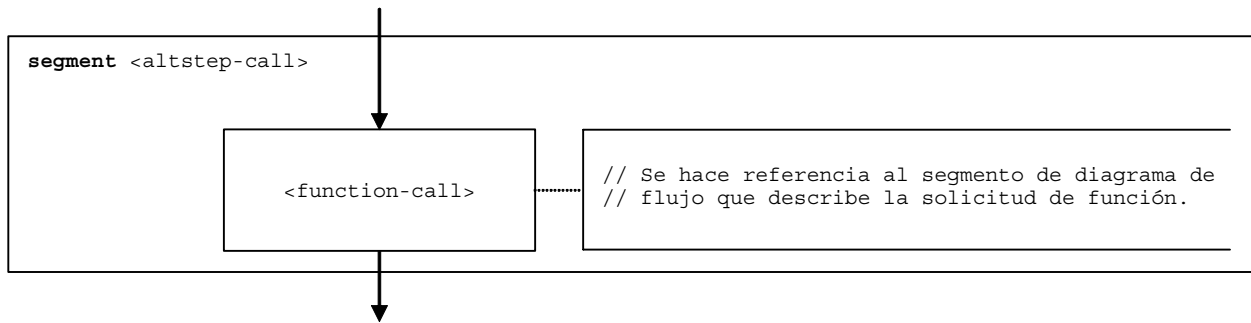 segment <altstep-call>
<function-call>
// Se hace referencia al segmento de diagrama de
// flujo que describe la solicitud de función.